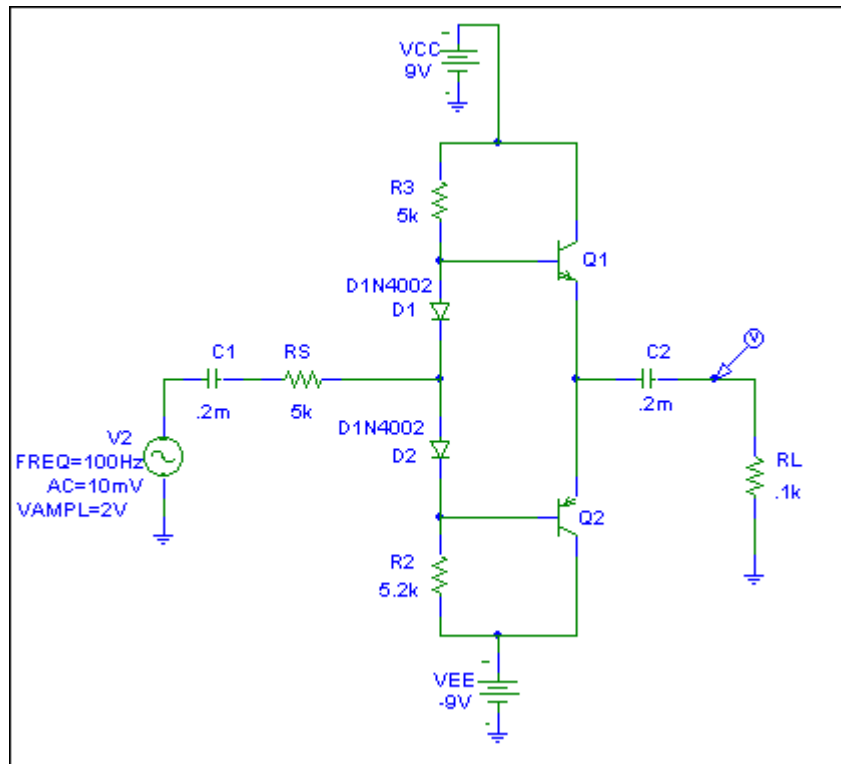 VCC
9V
R3
5k
Q1
D1N4002
D1
C1
RS
C2
V
.2m
5k
.2m
V2
FREQ=100Hz
AC=10mV
VAMPL=2V
D1N4002
D2
RL
.1k
Q2
R2
5.2k
VEE
-9V